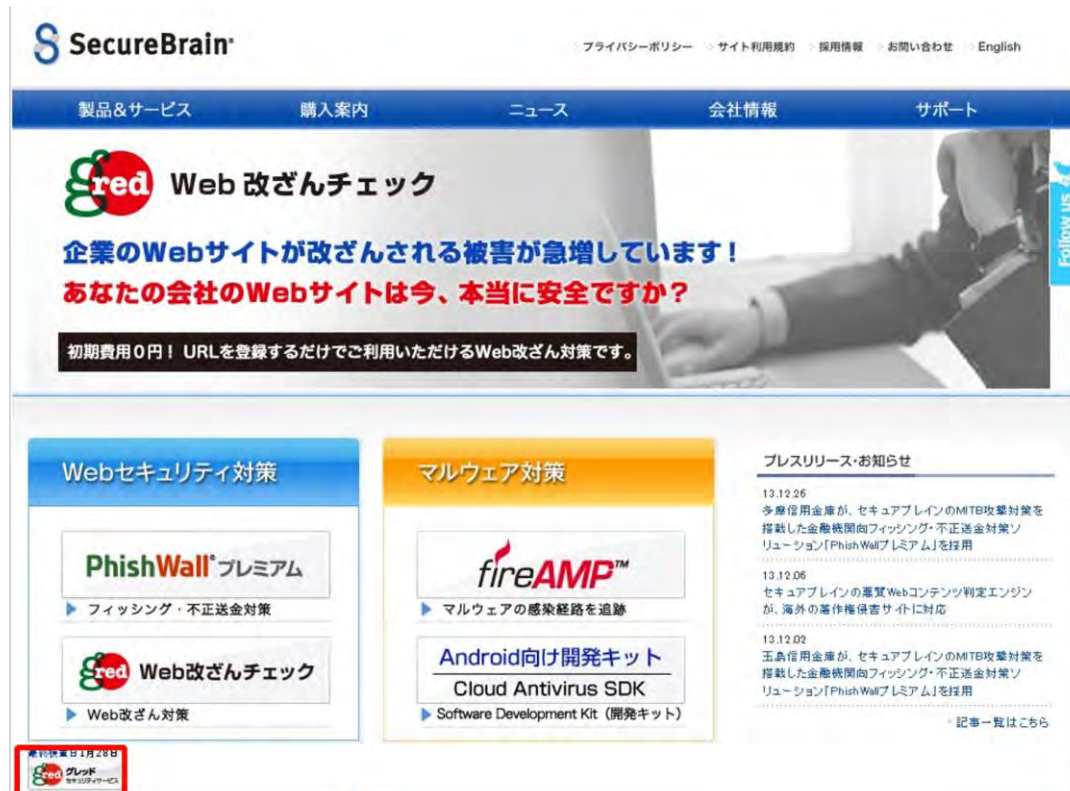 SecureBrain
プライバシーポリシー サイト利用規約 採用情報 お問い合わせ English
製品&サービス 購入案内 ニュース 会社情報 サポート
gred Web 改ざんチェック
企業のWebサイトが改ざんされる被害が急増しています!
あなたの会社のWebサイトは今、本当に安全ですか?
初期費用0円! URLを登録するだけでご利用いただけるWeb改ざん対策です。
Follow us
Webセキュリティ対策
PhishWall プレミアム
フィッシング・不正送金対策
gred Web改ざんチェック
Web改ざん対策
マルウェア対策
fireAMP™
マルウェアの感染経路を追跡
Android向け開発キット
Cloud Antivirus SDK
Software Development Kit(開発キット)
プレスリリース・お知らせ
13.12.26
多摩信用金庫が、セキュアブレインのMITB攻撃対策を
搭載した金融機関向フィッシング・不正送金対策ソ
リューション「PhishWallプレミアム」を採用
13.12.06
セキュアブレインの悪質Webコンテンツ判定エンジン
が、海外の著作権侵害サイトに対応
13.12.02
玉島信用金庫が、セキュアブレインのMITB攻撃対策を
搭載した金融機関向フィッシング・不正送金対策ソ
リューション「PhishWallプレミアム」を採用
記事一覧はこちら
最終検査日1月28日
gred グレッド
セキュリティサービス